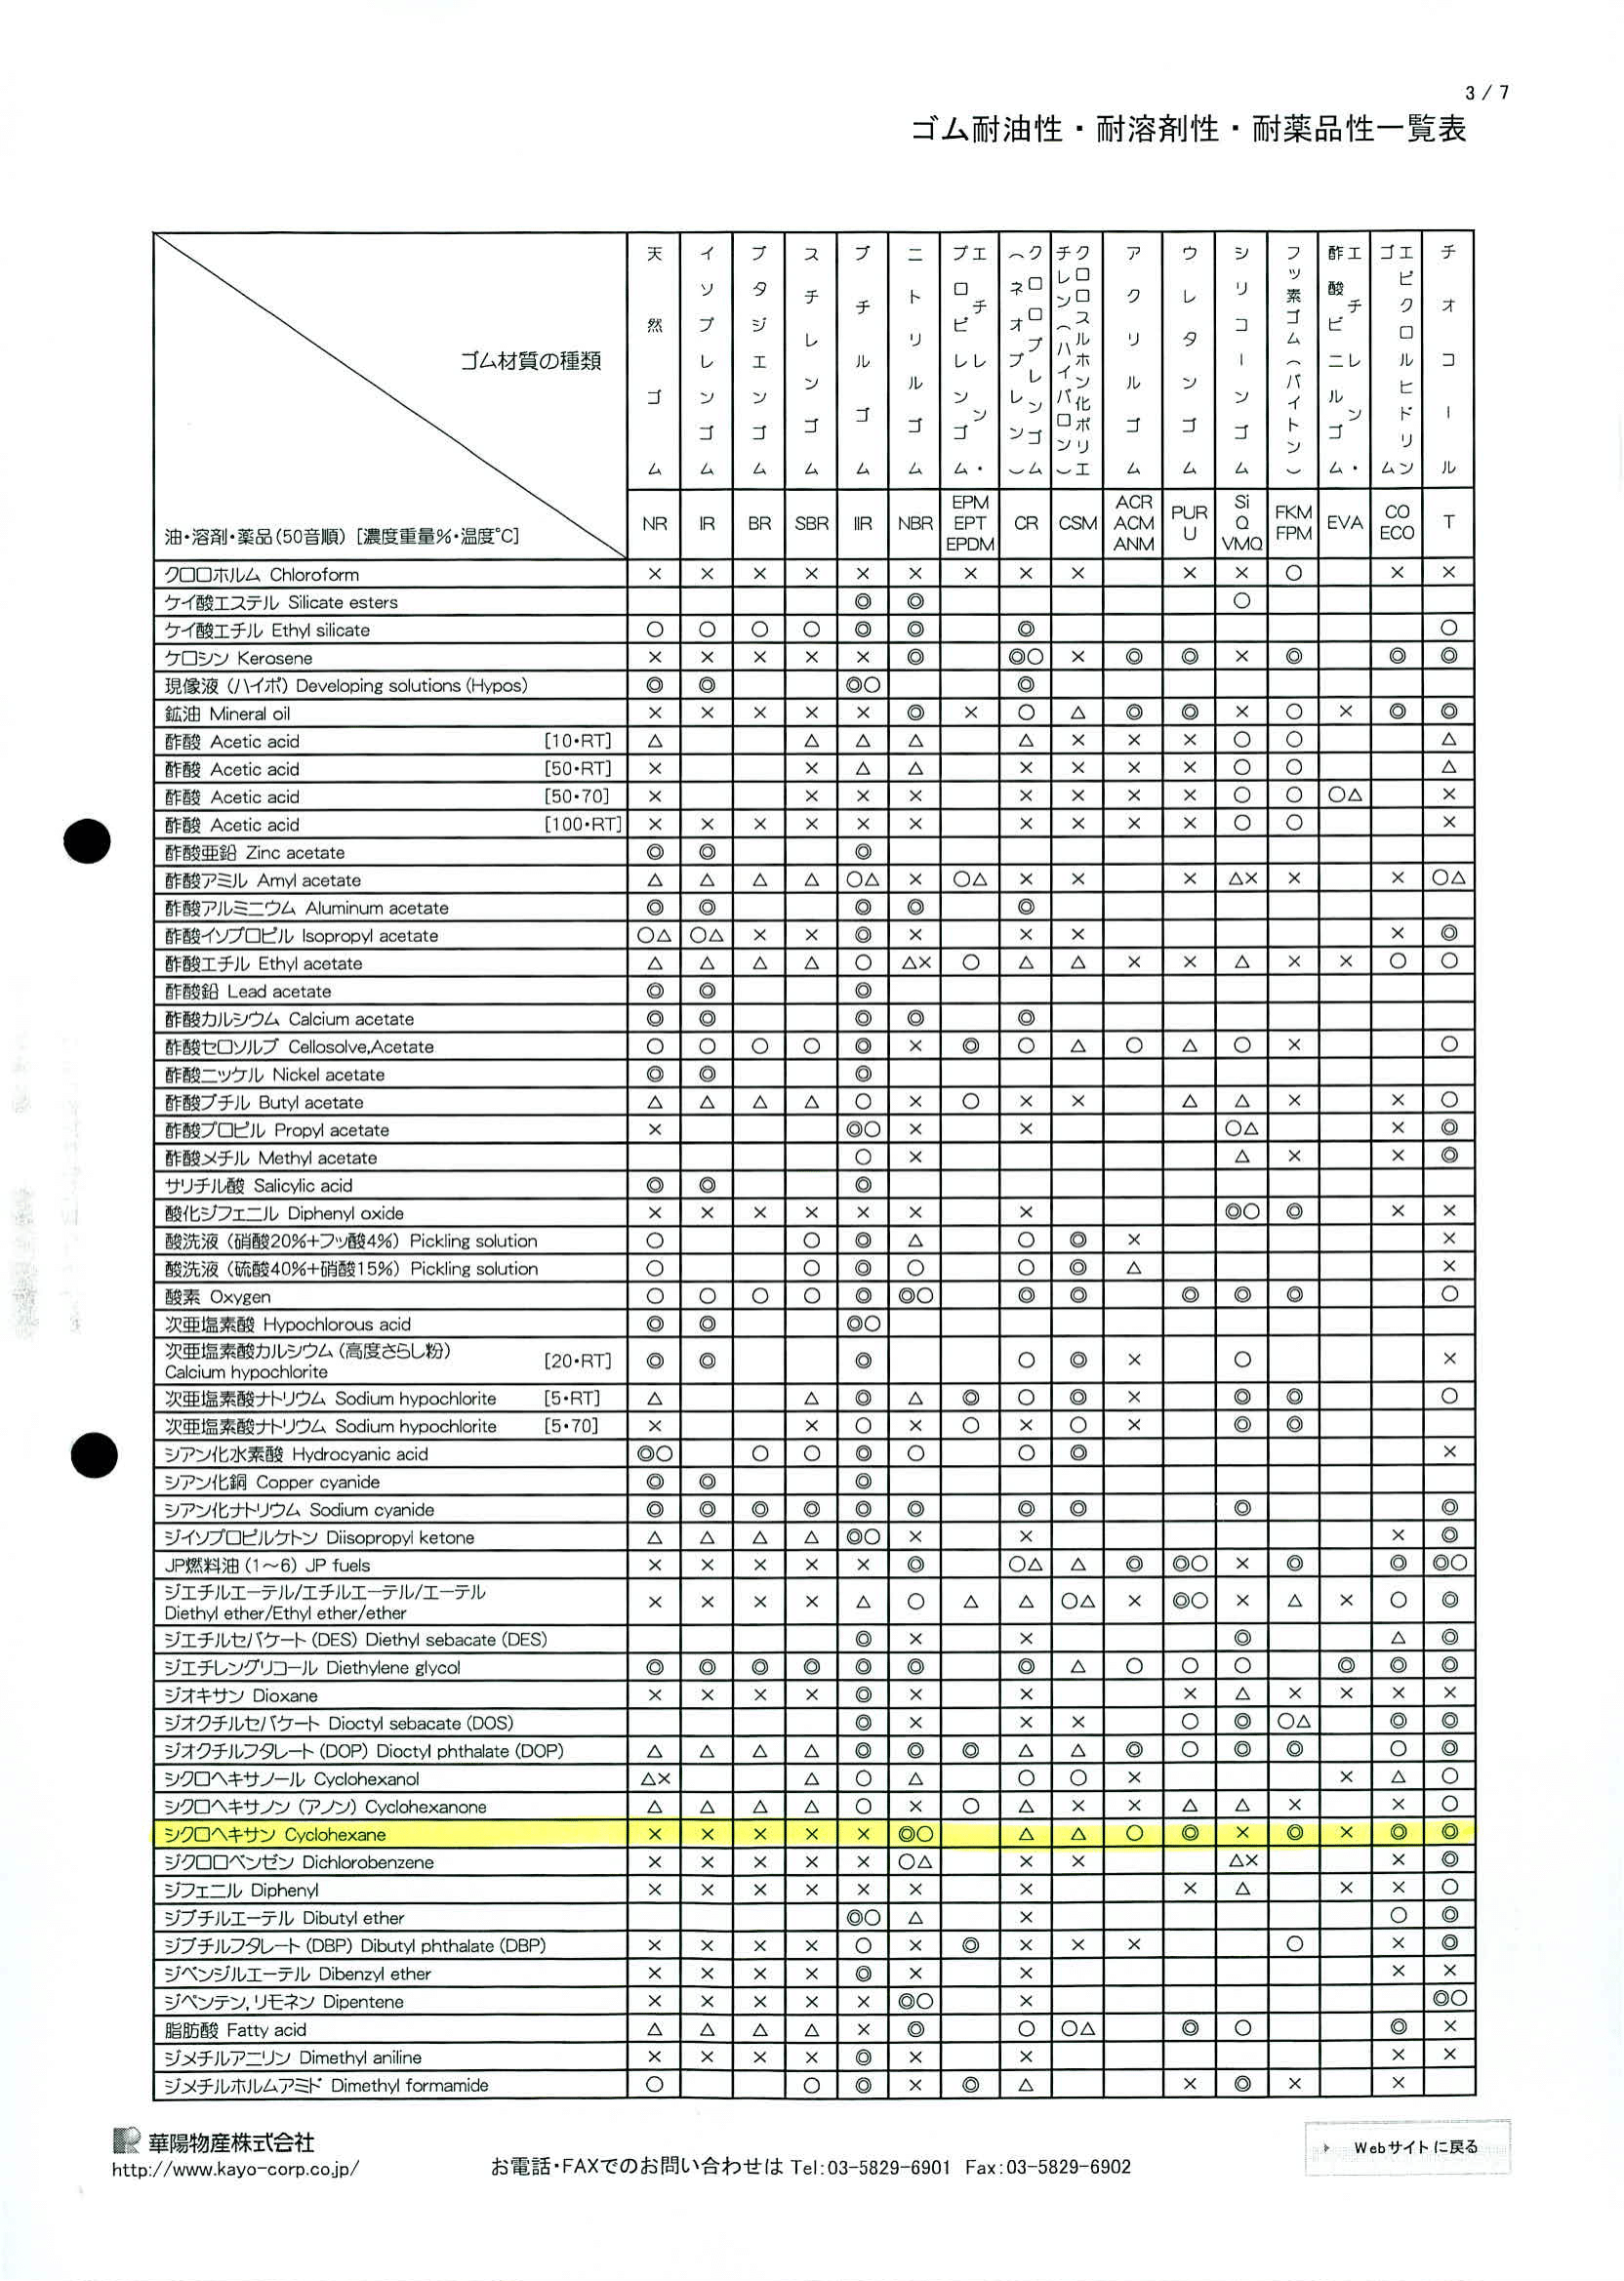 3 / 7
ゴム耐油性・耐溶剤性・耐薬品性一覧表
ゴム材質の種類
油・溶剤・薬品(50音順) [濃度重量%・温度℃]
天然ゴム
イソプレンゴム
ブタジエンゴム
スチレンゴム
ブチルゴム
ニトリルゴム
エチレン・
プロピレンゴム
クロロプレンゴム
(ネオプレン)
クロロスルホン化ポリエ
チレン(ハイパロン)
アクリルゴム
ウレタンゴム
シリコーンゴム
フッ素ゴム(バイトン)
エチレン・
酢酸ビニルゴム
エピクロルヒドリン
ゴム
チオコール
NR IR BR SBR IIR NBR EPM EPT EPDM CR CSM ACR ACM ANM PUR U Si Q VMQ FKM FPM EVA CO ECO T
クロロホルム Chloroform × × × × × × × × × × × ○ × ×
ケイ酸エステル Silicate esters ◎ ◎ ○
ケイ酸エチル Ethyl silicate ○ ○ ○ ○ ◎ ◎ ◎ ○
ケロシン Kerosene × × × × × ◎ ◎○ × ◎ ◎ × ◎ ◎ ◎
現像液 (ハイポ) Developing solutions (Hypos) ◎ ◎ ◎○ ◎
鉱油 Mineral oil × × × × × ◎ × ○ △ ◎ ◎ × ○ × ◎ ◎
酢酸 Acetic acid [10・RT] △ △ △ △ △ × × × ○ ○ △
酢酸 Acetic acid [50・RT] × × △ △ × × × × ○ ○ △
酢酸 Acetic acid [50・70] × × × × × × × × ○ ○ ○△ ×
酢酸 Acetic acid [100・RT] × × × × × × × × × × ○ ○ ×
酢酸亜鉛 Zinc acetate ◎ ◎ ◎
酢酸アミル Amyl acetate △ △ △ △ ○△ × ○△ × × × △× × × ○△
酢酸アルミニウム Aluminum acetate ◎ ◎ ◎ ◎ ◎
酢酸イソプロピル Isopropyl acetate ○△ ○△ × × ◎ × × × × ◎
酢酸エチル Ethyl acetate △ △ △ △ ○ △× ○ △ △ × × △ × × ○ ○
酢酸鉛 Lead acetate ◎ ◎ ◎
酢酸カルシウム Calcium acetate ◎ ◎ ◎ ◎ ◎
酢酸セロソルブ Cellosolve,Acetate ○ ○ ○ ○ ◎ × ◎ ○ △ ○ △ ○ × ○
酢酸ニッケル Nickel acetate ◎ ◎ ◎
酢酸ブチル Butyl acetate △ △ △ △ ○ × ○ × × △ △ × × ○
酢酸プロピル Propyl acetate × ◎○ × × ○△ × ◎
酢酸メチル Methyl acetate ○ × △ × × ◎
サリチル酸 Salicylic acid ◎ ◎ ◎
酸化ジフェニル Diphenyl oxide × × × × × × × ◎○ ◎ × ×
酸洗液 (硝酸20%+フッ酸4%) Pickling solution ○ ○ ◎ △ ○ ◎ × ×
酸洗液 (硫酸40%+硝酸15%) Pickling solution ○ ○ ◎ ○ ○ ◎ △ ×
酸素 Oxygen ○ ○ ○ ○ ◎ ◎○ ◎ ◎ ◎ ◎ ◎ ○
次亜塩素酸 Hypochlorous acid ◎ ◎ ◎○
次亜塩素酸カルシウム (高度さらし粉)
Calcium hypochlorite [20・RT] ◎ ◎ ◎ ○ ◎ × ○ ×
次亜塩素酸ナトリウム Sodium hypochlorite [5・RT] △ △ ◎ △ ◎ ○ ◎ × ◎ ◎ ○
次亜塩素酸ナトリウム Sodium hypochlorite [5・70] × × ○ × ○ × ○ × ◎ ◎
シアン化水素酸 Hydrocyanic acid ◎○ ○ ○ ◎ ○ ○ ◎ ×
シアン化銅 Copper cyanide ◎ ◎ ◎
シアン化ナトリウム Sodium cyanide ◎ ◎ ◎ ◎ ◎ ◎ ◎ ◎ ◎ ◎
ジイソプロピルケトン Diisopropyl ketone △ △ △ △ ◎○ × × × ◎
JP燃料油 (1～6) JP fuels × × × × × ◎ ○△ △ ◎ ◎○ × ◎ ◎ ◎○
ジエチルエーテル/エチルエーテル/エーテル
Diethyl ether/Ethyl ether/ether × × × × △ ○ △ △ ○△ × ◎○ × △ × ○ ◎
ジエチルセバケート (DES) Diethyl sebacate (DES) ◎ × × ◎ △ ◎
ジエチレングリコール Diethylene glycol ◎ ◎ ◎ ◎ ◎ ◎ ◎ △ ○ ○ ○ ◎ ◎ ◎
ジオキサン Dioxane × × × × ◎ × × × △ × × × ×
ジオクチルセバケート Dioctyl sebacate (DOS) ◎ × × × ○ ◎ ○△ ◎ ◎
ジオクチルフタレート (DOP) Dioctyl phthalate (DOP) △ △ △ △ ◎ ◎ ◎ △ △ ◎ ○ ◎ ◎ ○ ◎
シクロヘキサノール Cyclohexanol △× △ ○ △ ○ ○ × × △ ○
シクロヘキサノン (アノン) Cyclohexanone △ △ △ △ ○ × ○ △ × × △ △ × × ○
シクロヘキサン Cyclohexane × × × × × ◎○ △ △ ○ ◎ × ◎ × ◎ ◎
ジクロロベンゼン Dichlorobenzene × × × × × ○△ × × △× × ◎
ジフェニル Diphenyl × × × × × × × × △ × × ○
ジブチルエーテル Dibutyl ether ◎○ △ × ○ ◎
ジブチルフタレート (DBP) Dibutyl phthalate (DBP) × × × × ○ × ◎ × × × ○ × ◎
ジベンジルエーテル Dibenzyl ether × × × × ◎ × × × ×
ジペンテン,リモネン Dipentene × × × × × ◎○ × ◎○
脂肪酸 Fatty acid △ △ △ △ × ◎ ○ ○△ ◎ ○ ◎ ×
ジメチルアニリン Dimethyl aniline × × × × ◎ × × × ×
ジメチルホルムアミド Dimethyl formamide ○ ○ ◎ × ◎ △ × ◎ × ×
華陽物産株式会社
http://www.kayo-corp.co.jp/
お電話・FAXでのお問い合わせは Tel:03-5829-6901 Fax:03-5829-6902
Webサイトに戻る